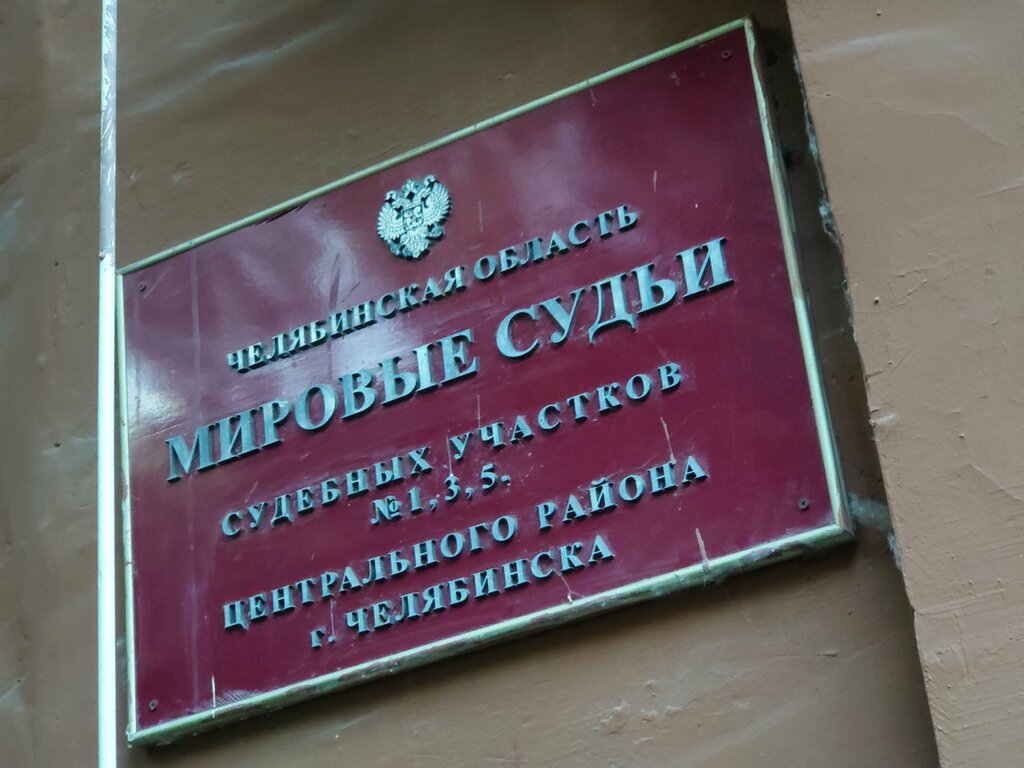 ЧЕЛЯБИНСКАЯ ОБЛАСТЬ
МИРОВЫЕ СУДЬИ
СУДЕБНЫХ УЧАСТКОВ
№1,3,5.
ЦЕНТРАЛЬНОГО РАЙОНА
г. ЧЕЛЯБИНСКА